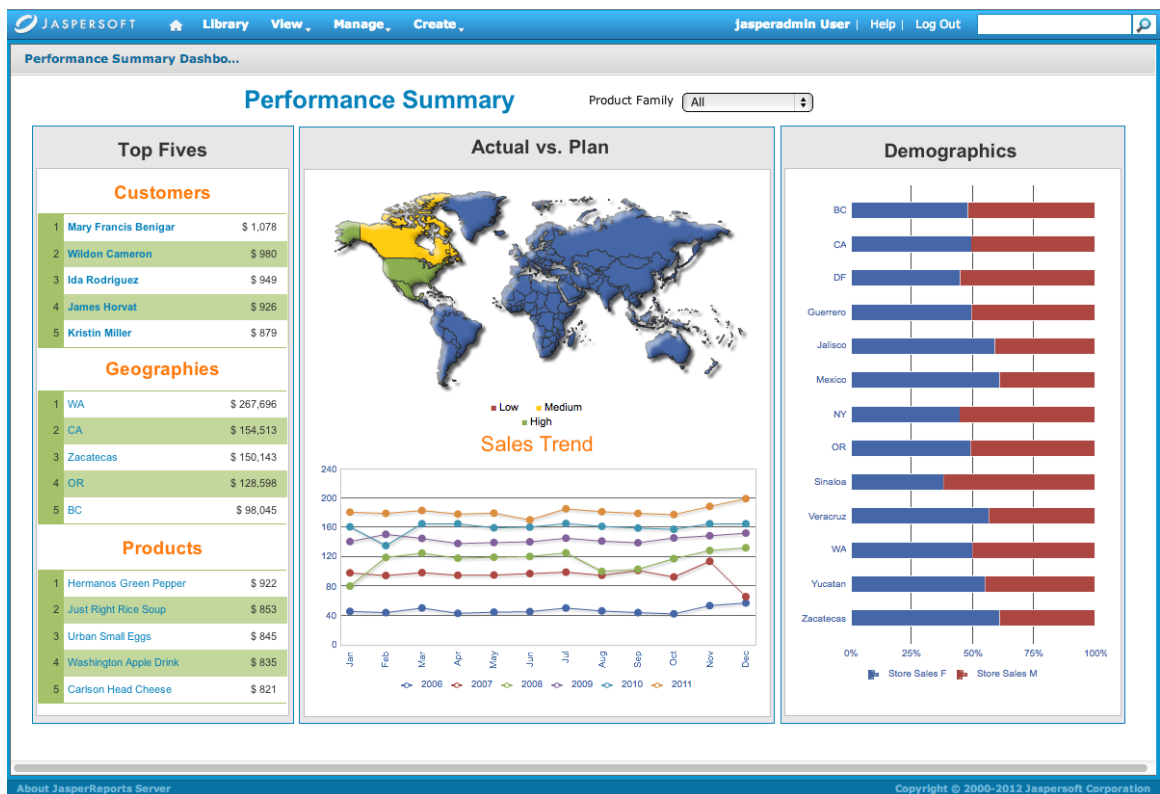 JASPERSOFT Library View Manage Create jasperadmin User | Help | Log Out
Performance Summary Dashbo...
Performance Summary Product Family All
Top Fives
Customers
1 Mary Francis Benigar $ 1,078
2 Wildon Cameron $ 980
3 Ida Rodriguez $ 949
4 James Horvat $ 926
5 Kristin Miller $ 879
Geographies
1 WA $ 267,696
2 CA $ 154,513
3 Zacatecas $ 150,143
4 OR $ 128,598
5 BC $ 98,045
Products
1 Hermanos Green Pepper $ 922
2 Just Right Rice Soup $ 853
3 Urban Small Eggs $ 845
4 Washington Apple Drink $ 835
5 Carlson Head Cheese $ 821
Actual vs. Plan
Low Medium
High
Sales Trend
240
200
160
120
80
40
0
Jan Feb Mar Apr May Jun Jul Aug Sep Oct Nov Dec
2006 2007 2008 2009 2010 2011
Demographics
BC
CA
DF
Guerrero
Jalisco
Mexico
NY
OR
Sinaloa
Veracruz
WA
Yucatan
Zacatecas
0% 25% 50% 75% 100%
Store Sales F Store Sales M
About JasperReports Server Copyright © 2000-2012 Jaspersoft Corporation